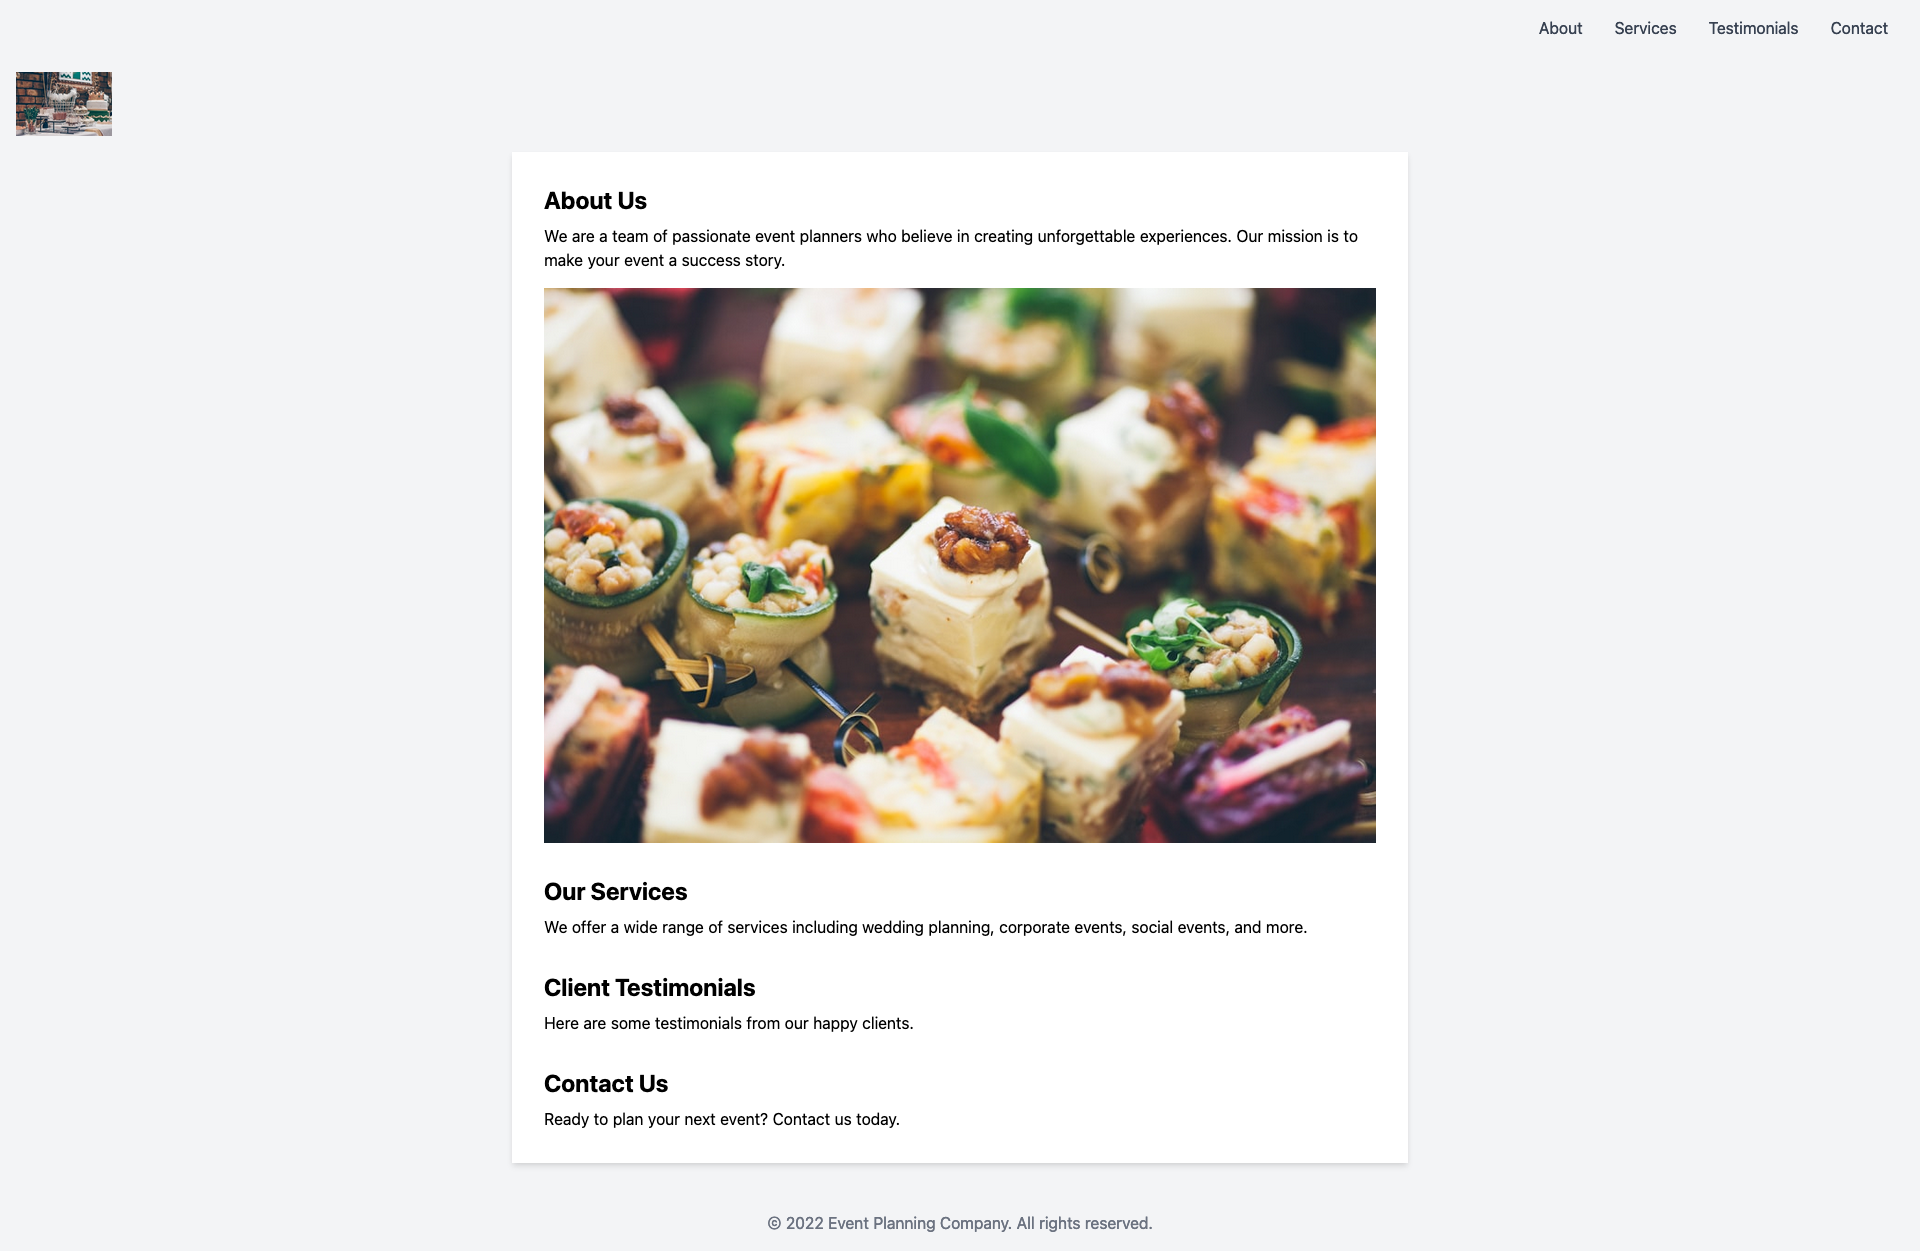 About Services Testimonials Contact
About Us
We are a team of passionate event planners who believe in creating unforgettable experiences. Our mission is to
make your event a success story.
Our Services
We offer a wide range of services including wedding planning, corporate events, social events, and more.
Client Testimonials
Here are some testimonials from our happy clients.
Contact Us
Ready to plan your next event? Contact us today.
© 2022 Event Planning Company. All rights reserved.